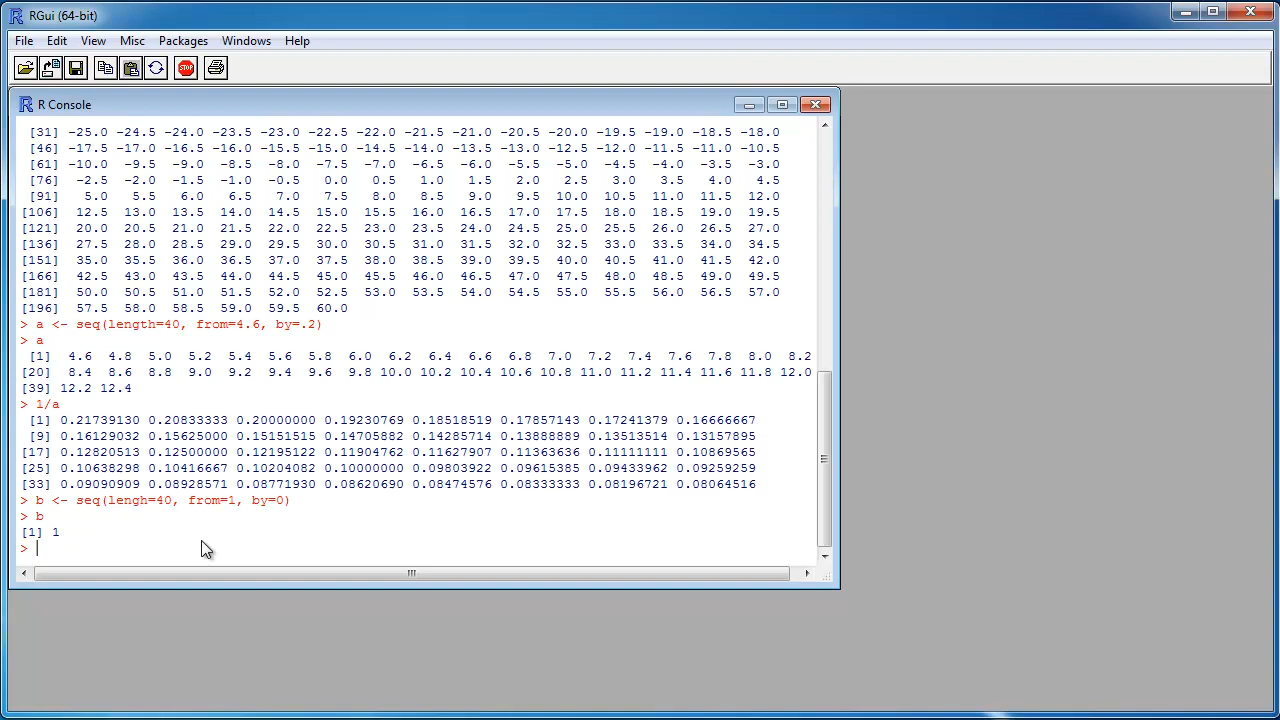 RGui (64-bit)
File Edit View Misc Packages Windows Help
STOP
R Console
[31] -25.0 -24.5 -24.0 -23.5 -23.0 -22.5 -22.0 -21.5 -21.0 -20.5 -20.0 -19.5 -19.0 -18.5 -18.0
[46] -17.5 -17.0 -16.5 -16.0 -15.5 -15.0 -14.5 -14.0 -13.5 -13.0 -12.5 -12.0 -11.5 -11.0 -10.5
[61] -10.0 -9.5 -9.0 -8.5 -8.0 -7.5 -7.0 -6.5 -6.0 -5.5 -5.0 -4.5 -4.0 -3.5 -3.0
[76] -2.5 -2.0 -1.5 -1.0 -0.5 0.0 0.5 1.0 1.5 2.0 2.5 3.0 3.5 4.0 4.5
[91] 5.0 5.5 6.0 6.5 7.0 7.5 8.0 8.5 9.0 9.5 10.0 10.5 11.0 11.5 12.0
[106] 12.5 13.0 13.5 14.0 14.5 15.0 15.5 16.0 16.5 17.0 17.5 18.0 18.5 19.0 19.5
[121] 20.0 20.5 21.0 21.5 22.0 22.5 23.0 23.5 24.0 24.5 25.0 25.5 26.0 26.5 27.0
[136] 27.5 28.0 28.5 29.0 29.5 30.0 30.5 31.0 31.5 32.0 32.5 33.0 33.5 34.0 34.5
[151] 35.0 35.5 36.0 36.5 37.0 37.5 38.0 38.5 39.0 39.5 40.0 40.5 41.0 41.5 42.0
[166] 42.5 43.0 43.5 44.0 44.5 45.0 45.5 46.0 46.5 47.0 47.5 48.0 48.5 49.0 49.5
[181] 50.0 50.5 51.0 51.5 52.0 52.5 53.0 53.5 54.0 54.5 55.0 55.5 56.0 56.5 57.0
[196] 57.5 58.0 58.5 59.0 59.5 60.0
> a <- seq(length=40, from=4.6, by=.2)
> a
[1] 4.6 4.8 5.0 5.2 5.4 5.6 5.8 6.0 6.2 6.4 6.6 6.8 7.0 7.2 7.4 7.6 7.8 8.0 8.2
[20] 8.4 8.6 8.8 9.0 9.2 9.4 9.6 9.8 10.0 10.2 10.4 10.6 10.8 11.0 11.2 11.4 11.6 11.8 12.0
[39] 12.2 12.4
> 1/a
[1] 0.21739130 0.20833333 0.20000000 0.19230769 0.18518519 0.17857143 0.17241379 0.16666667
[9] 0.16129032 0.15625000 0.15151515 0.14705882 0.14285714 0.13888889 0.13513514 0.13157895
[17] 0.12820513 0.12500000 0.12195122 0.11904762 0.11627907 0.11363636 0.11111111 0.10869565
[25] 0.10638298 0.10416667 0.10204082 0.10000000 0.09803922 0.09615385 0.09433962 0.09259259
[33] 0.09090909 0.08928571 0.08771930 0.08620690 0.08474576 0.08333333 0.08196721 0.08064516
> b <- seq(lengh=40, from=1, by=0)
> b
[1] 1
>